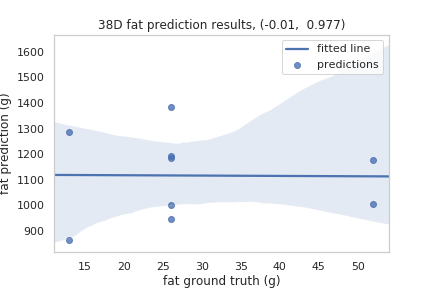 38D fat prediction results, (-0.01,  0.977)
fitted line
predictions
1600
1500
1400
1300
1200
1100
1000
900
fat prediction (g)
15 20 25 30 35 40 45 50
fat ground truth (g)